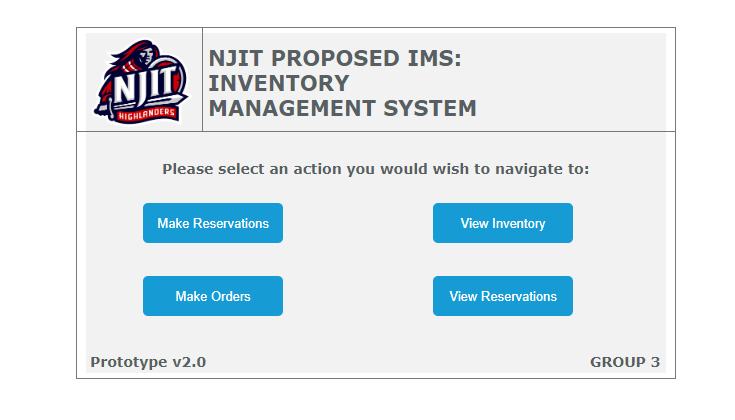 NJIT
HIGHLANDERS
NJIT PROPOSED IMS:
INVENTORY
MANAGEMENT SYSTEM
Please select an action you would wish to navigate to:
Make Reservations
View Inventory
Make Orders
View Reservations
Prototype v2.0
GROUP 3